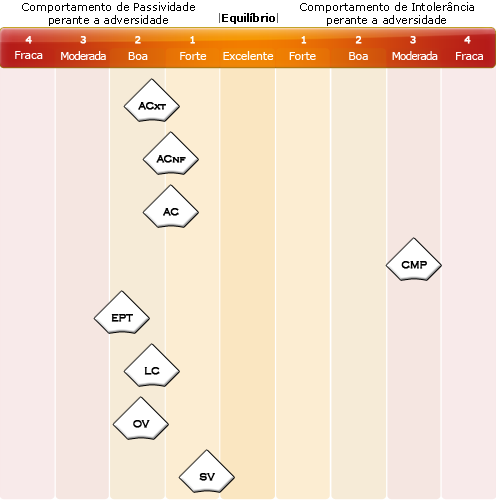 Comportamento de Passividade
perante a adversidade
|Equilíbrio|
Comportamento de Intolerância
perante a adversidade
4 3 2 1 1 2 3 4
Fraca Moderada Boa Forte Excelente Forte Boa Moderada Fraca
ACXT
ACNF
AC
CMP
EPT
LC
OV
SV